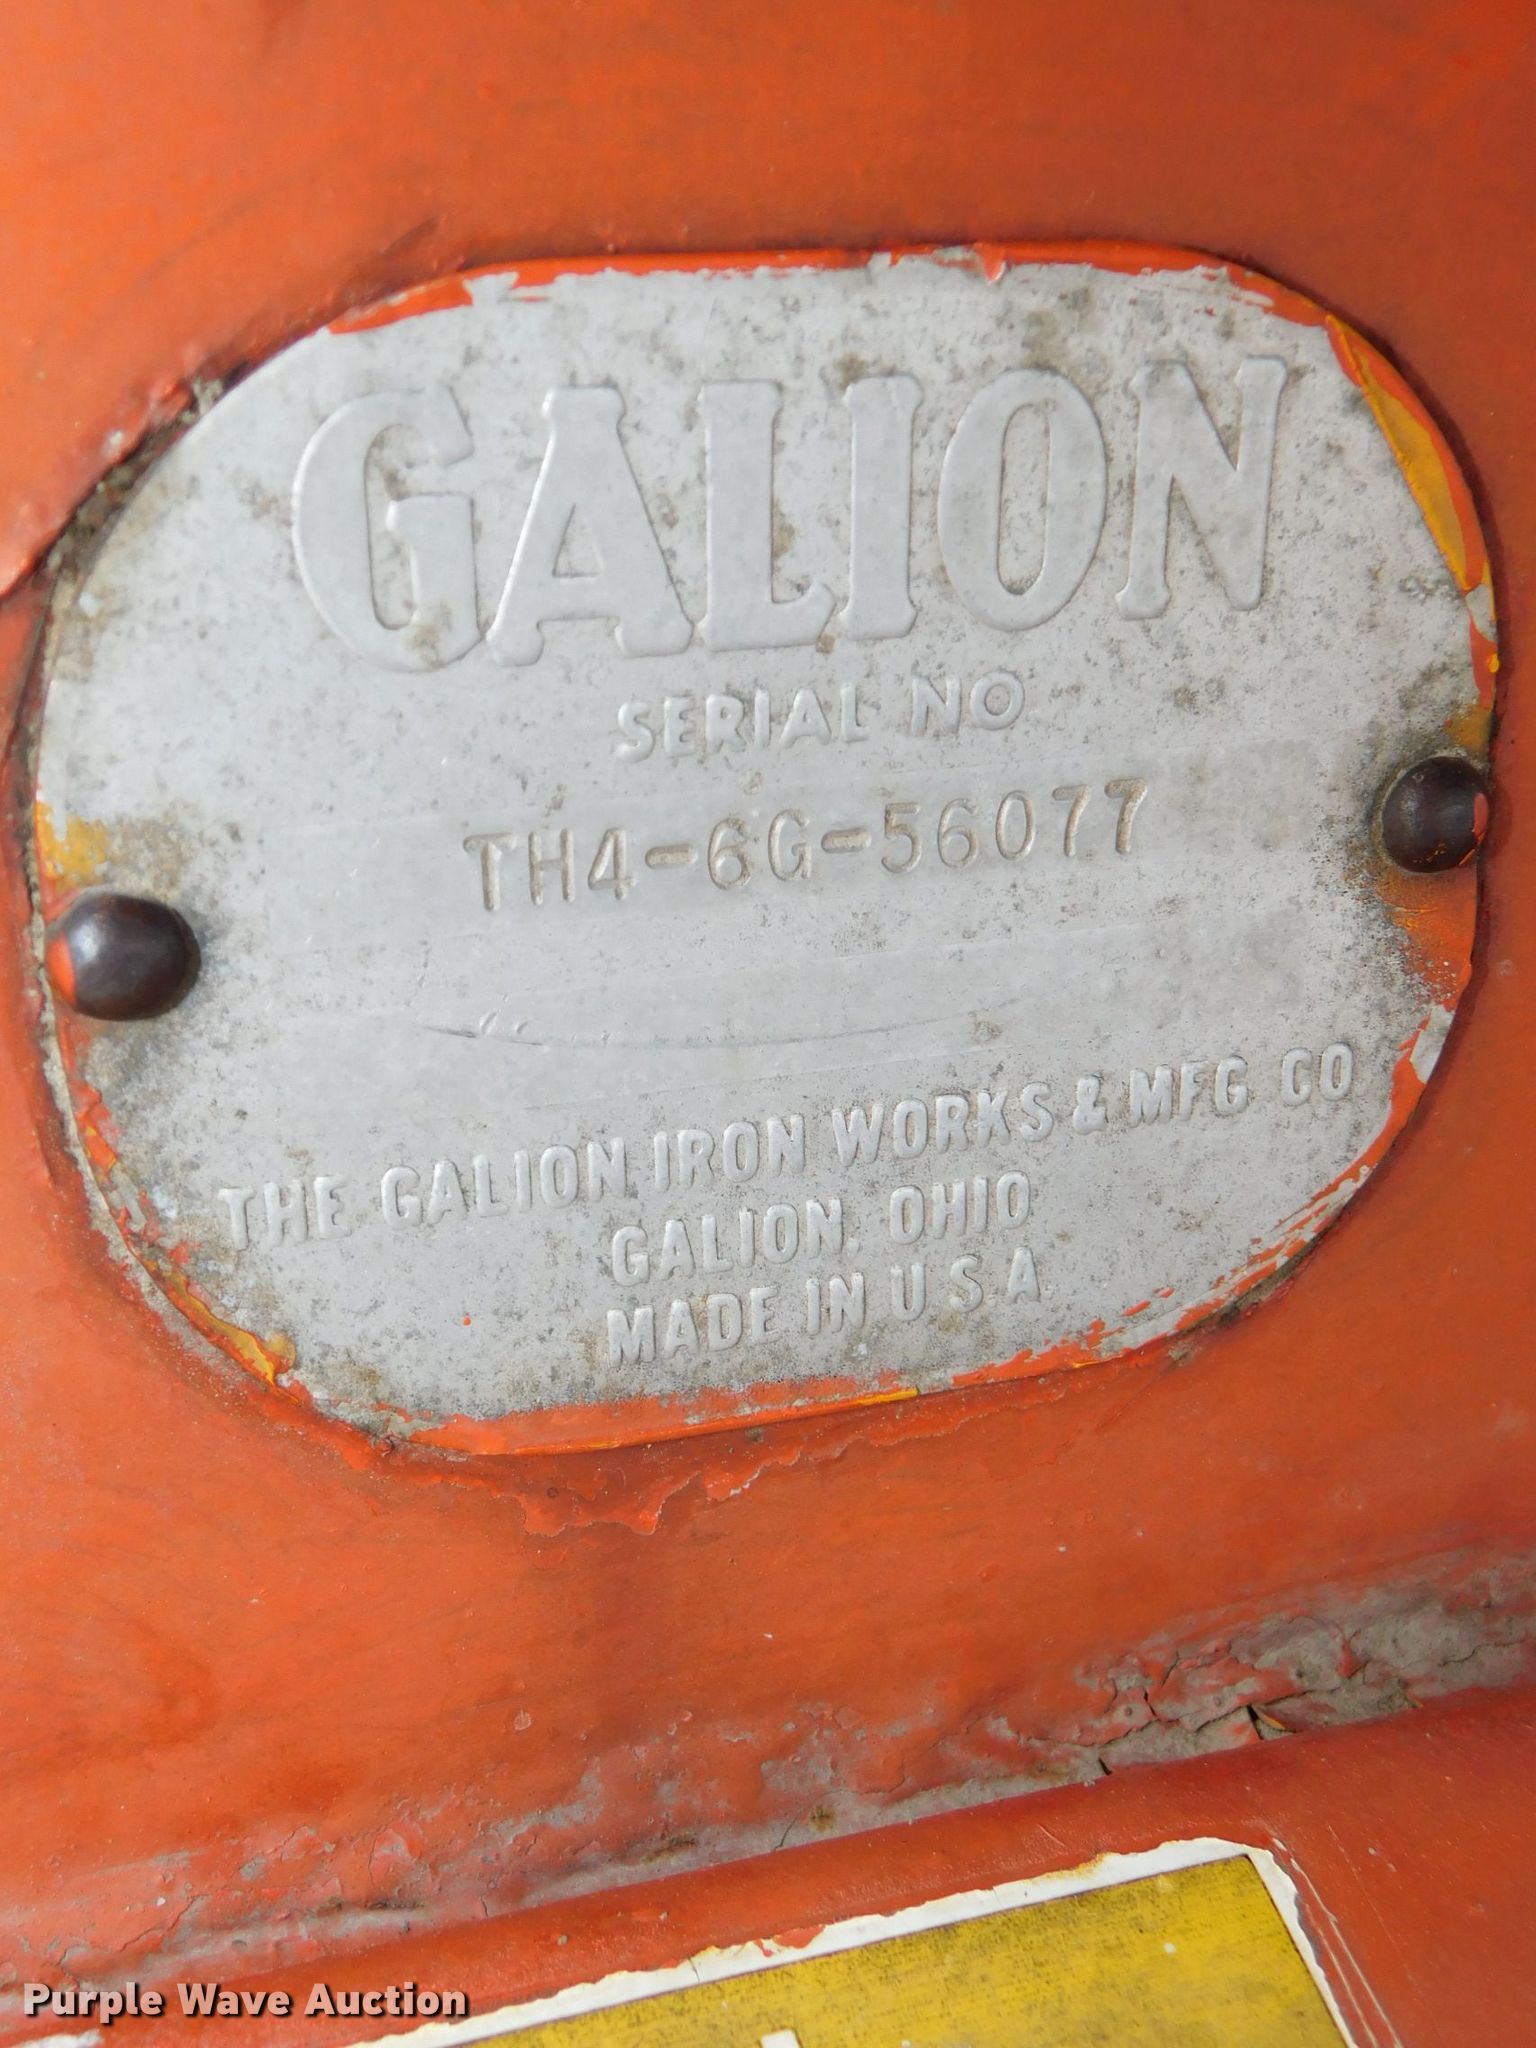 GALION
SERIAL NO
TH4-6G-56077
THE GALION IRON WORKS & MFG CO
GALION, OHIO
MADE IN U S A.
Purple Wave Auction